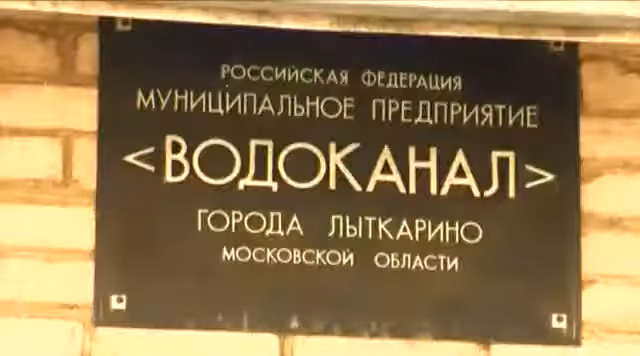 РОССИЙСКАЯ ФЕДЕРАЦИЯ
МУНИЦИПАЛЬНОЕ ПРЕДПРИЯТИЕ
<ВОДОКАНАЛ>
ГОРОДА ЛЫТКАРИНО
МОСКОВСКОЙ ОБЛАСТИ